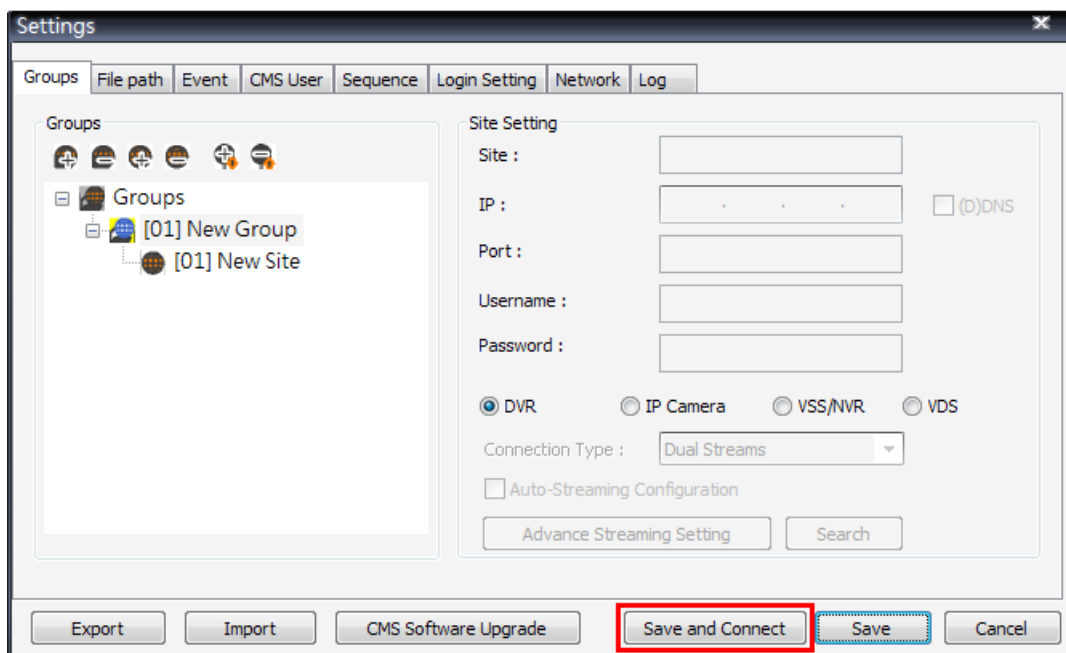 Settings
Groups File path Event CMS User Sequence Login Setting Network Log
Groups
Groups
[01] New Group
[01] New Site
Site Setting
Site :
IP :
(D)DNS
Port :
Username :
Password :
DVR IP Camera VSS/NVR VDS
Connection Type : Dual Streams
Auto-Streaming Configuration
Advance Streaming Setting Search
Export Import CMS Software Upgrade Save and Connect Save Cancel